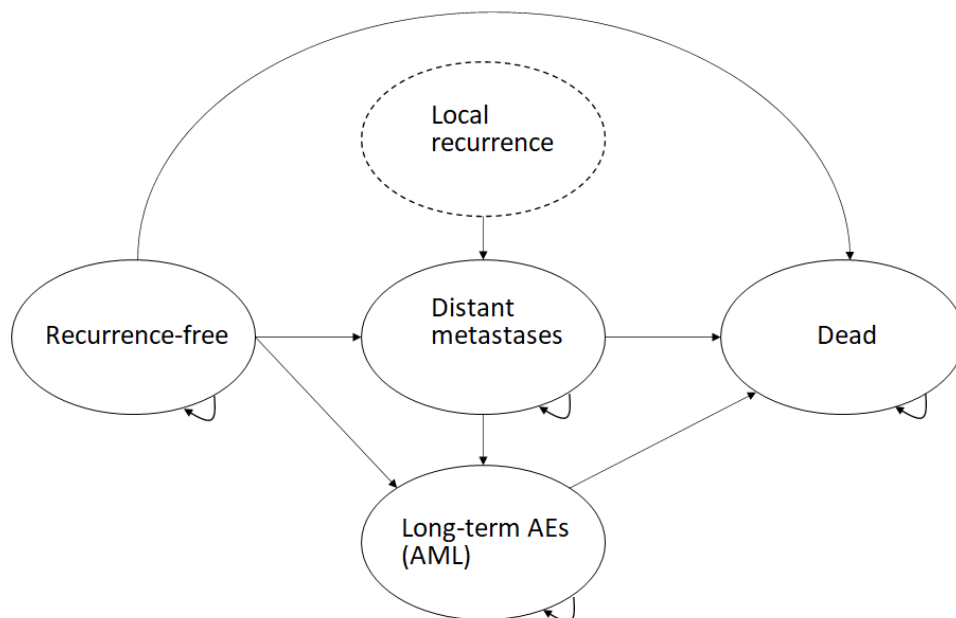 Local
recurrence
Recurrence-free
Distant
metastases
Dead
Long-term AEs
(AML)